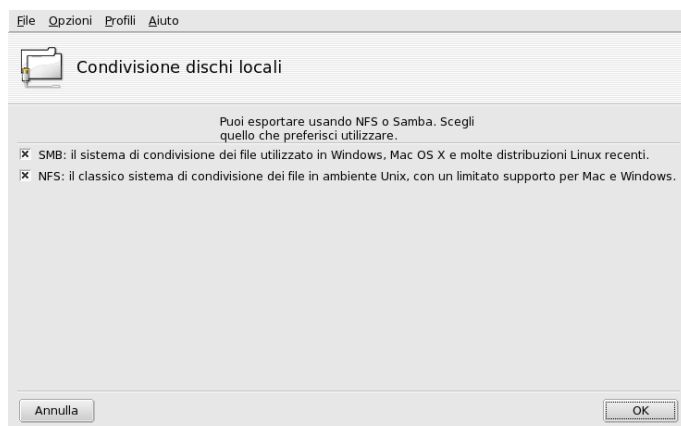 File Opzioni Profili Aiuto
Condivisione dischi locali
Puoi esportare usando NFS o Samba. Scegli
quello che preferisci utilizzare.
SMB: il sistema di condivisione dei file utilizzato in Windows, Mac OS X e molte distribuzioni Linux recenti.
NFS: il classico sistema di condivisione dei file in ambiente Unix, con un limitato supporto per Mac e Windows.
Annulla OK